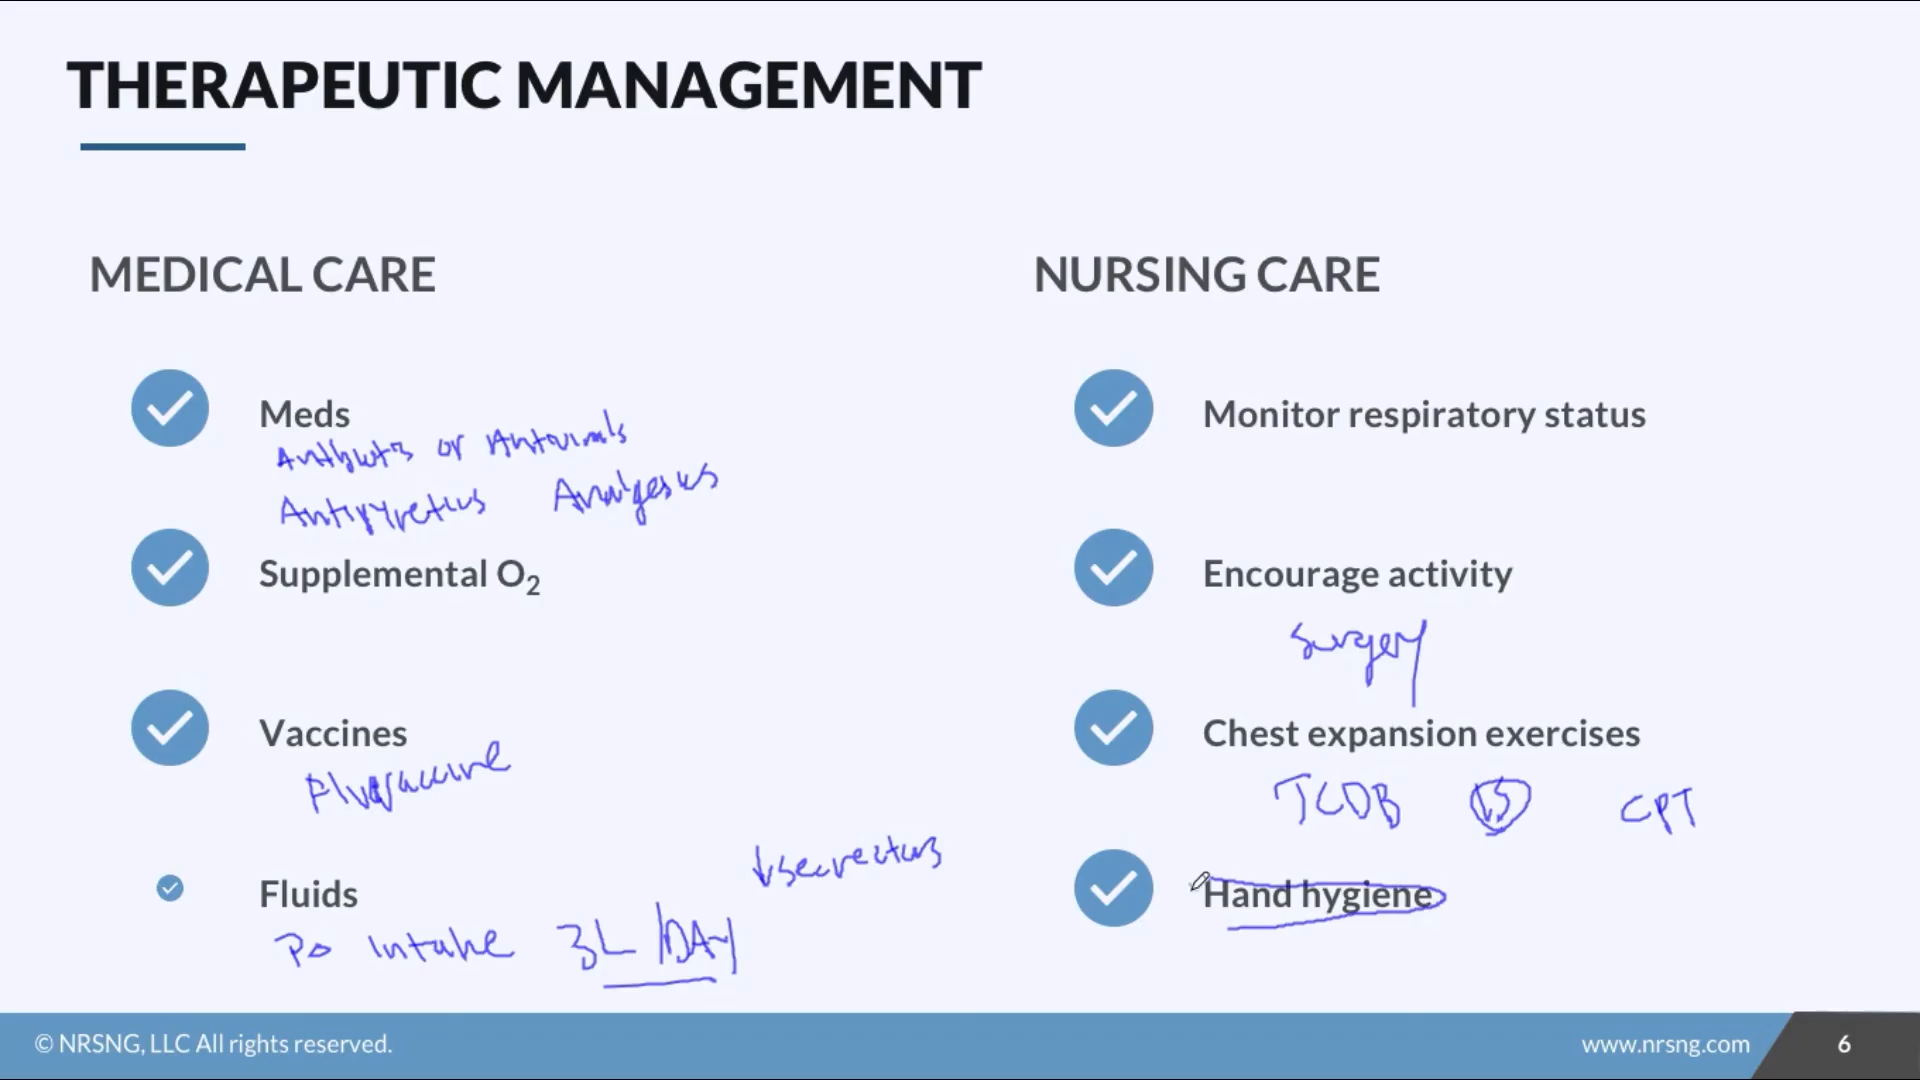 THERAPEUTIC MANAGEMENT
MEDICAL CARE
Meds
Antibiotics or Antivirals
Antipyretics Analgesics
Supplemental O₂
Vaccines
Flu vaccine
Fluids
↓ secretions
Po Intake 3L /DAY
NURSING CARE
Monitor respiratory status
Encourage activity
Surgery
Chest expansion exercises
TCDB IS CPT
Hand hygiene
© NRSNG, LLC All rights reserved.
www.nrsng.com
6